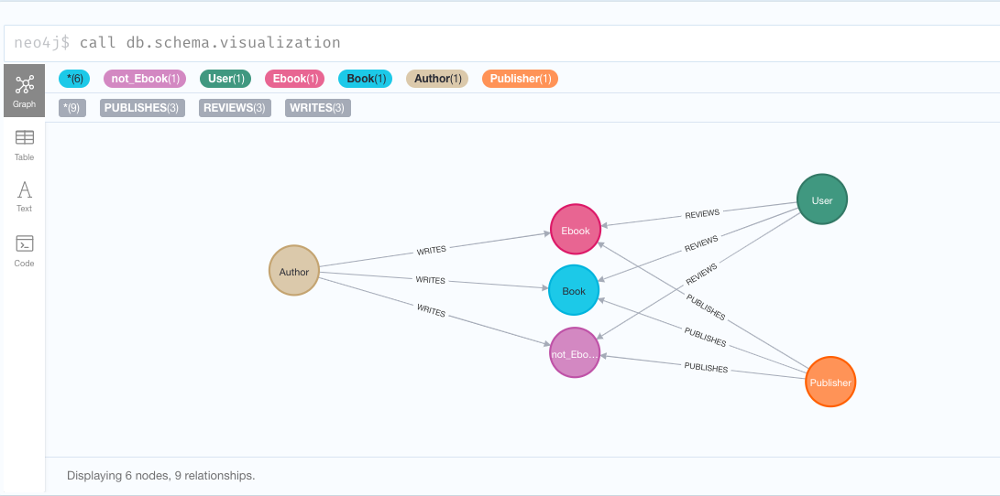 neo4j$ call db.schema.visualization
*(6) not_Ebook(1) User(1) Ebook(1) Book(1) Author(1) Publisher(1)
*(9) PUBLISHES(3) REVIEWS(3) WRITES(3)
Graph
Table
Text
Code
User
Ebook
REVIEWS
WRITES
REVIEWS
Author
WRITES
REVIEWS
Book
PUBLISHES
WRITES
PUBLISHES
not_Ebo...
PUBLISHES
Publisher
Displaying 6 nodes, 9 relationships.